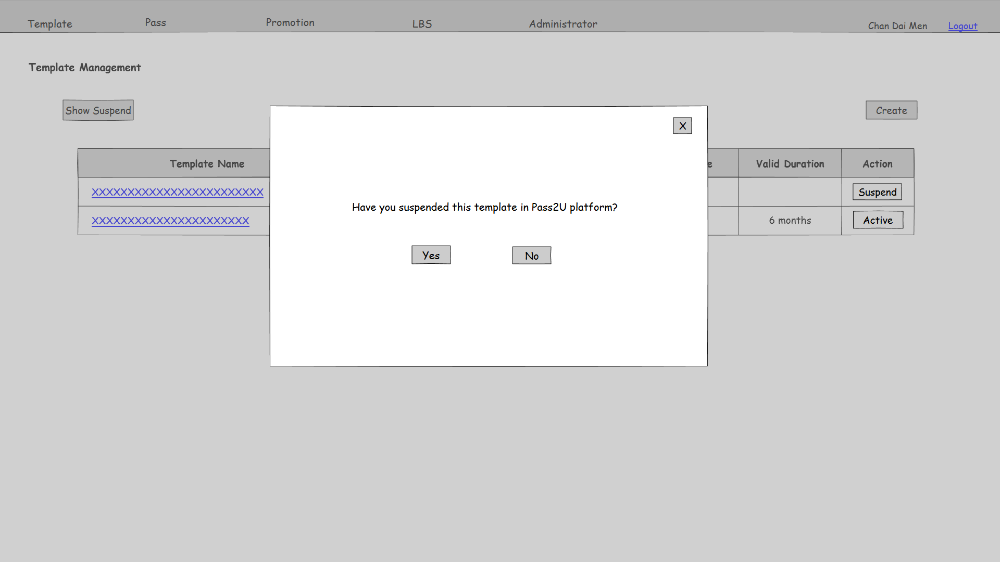 Template Pass Promotion LBS Administrator Chan Dai Men Logout
Template Management
Show Suspend Create
X
Template Name e Valid Duration Action
XXXXXXXXXXXXXXXXXXXXXXXX Suspend
Have you suspended this template in Pass2U platform?
XXXXXXXXXXXXXXXXXXXXXX 6 months Active
Yes No